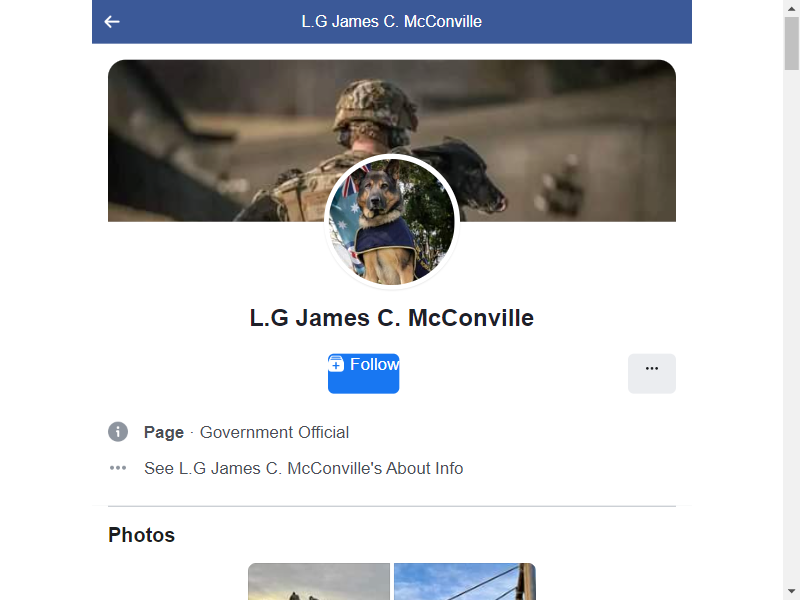 L.G James C. McConville
L.G James C. McConville
Follow
Page · Government Official
See L.G James C. McConville's About Info
Photos